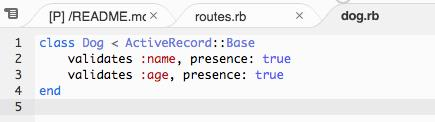 [P] /README.mc × routes.rb × dog.rb
1 class Dog < ActiveRecord::Base
2 validates :name, presence: true
3 validates :age, presence: true
4 end
5